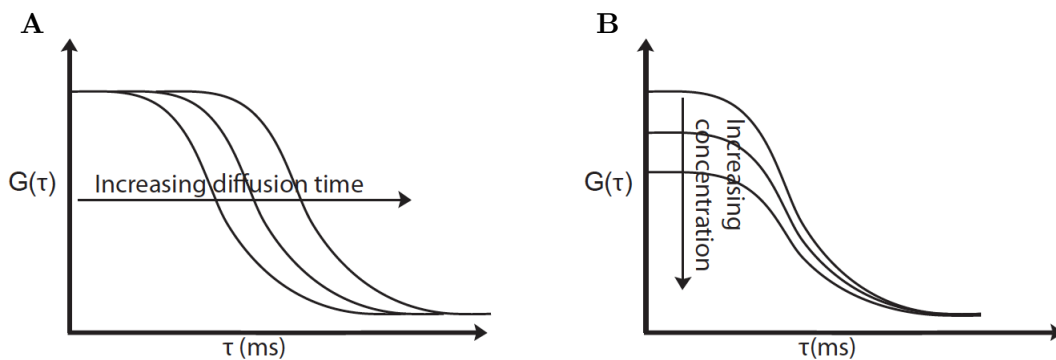 A
G(τ)
Increasing diffusion time
τ (ms)
B
G(τ)
Increasing
concentration
τ(ms)